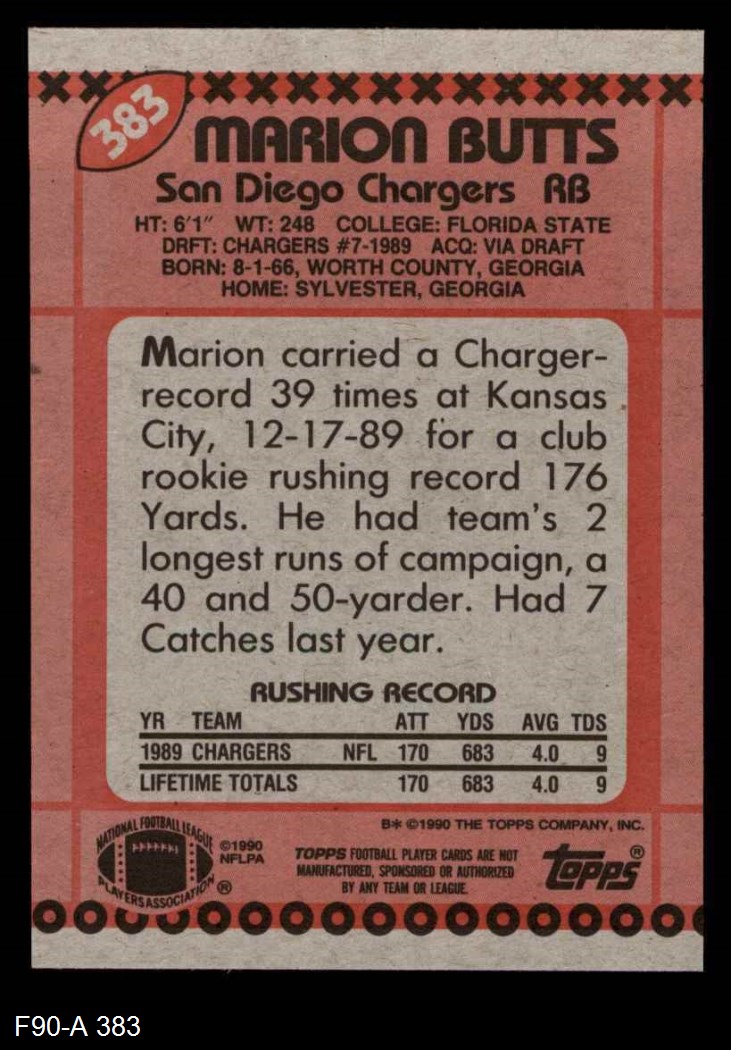 383
MARION BUTTS
San Diego Chargers RB
HT: 6'1" WT: 248 COLLEGE: FLORIDA STATE
DRFT: CHARGERS #7-1989 ACQ: VIA DRAFT
BORN: 8-1-66, WORTH COUNTY, GEORGIA
HOME: SYLVESTER, GEORGIA
Marion carried a Charger-
record 39 times at Kansas
City, 12-17-89 for a club
rookie rushing record 176
Yards. He had team's 2
longest runs of campaign, a
40 and 50-yarder. Had 7
Catches last year.
RUSHING RECORD
YR TEAM ATT YDS AVG TDS
1989 CHARGERS NFL 170 683 4.0 9
LIFETIME TOTALS 170 683 4.0 9
B* ©1990 THE TOPPS COMPANY, INC.
NATIONAL FOOTBALL LEAGUE
PLAYERS ASSOCIATION ®
©1990
NFLPA
TOPPS FOOTBALL PLAYER CARDS ARE NOT
MANUFACTURED, SPONSORED OR AUTHORIZED
BY ANY TEAM OR LEAGUE.
topps ®
F90-A 383